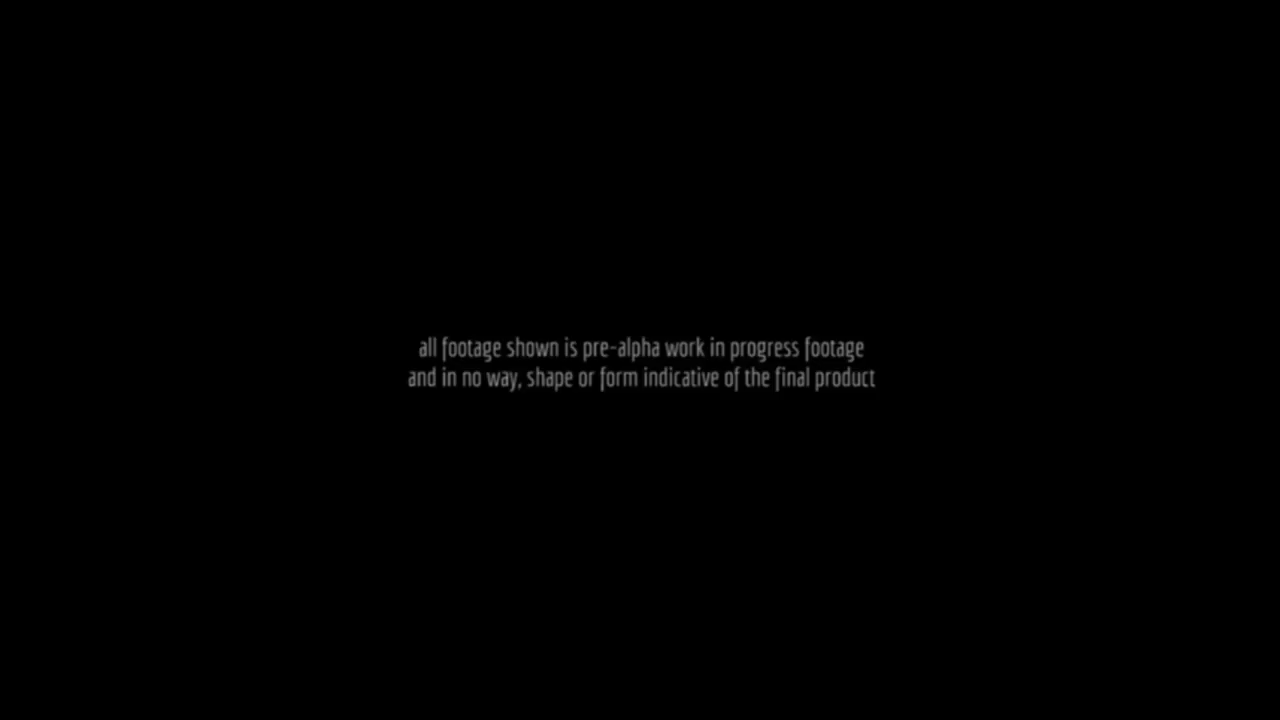 all footage shown is pre-alpha work in progress footage
and in no way, shape or form indicative of the final product